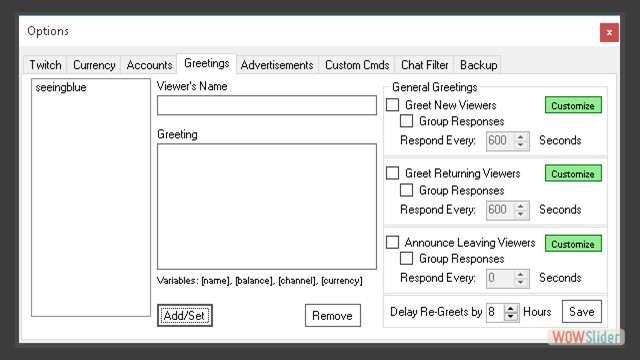 Options
x
Twitch Currency Accounts Greetings Advertisements Custom Cmds Chat Filter Backup
seeingblue
Viewer's Name
Greeting
Variables: [name], [balance], [channel], [currency]
Add/Set Remove
General Greetings
Greet New Viewers Customize
Group Responses
Respond Every: 600 Seconds
Greet Returning Viewers Customize
Group Responses
Respond Every: 600 Seconds
Announce Leaving Viewers Customize
Group Responses
Respond Every: 0 Seconds
Delay Re-Greets by 8 Hours Save
WOWSlider